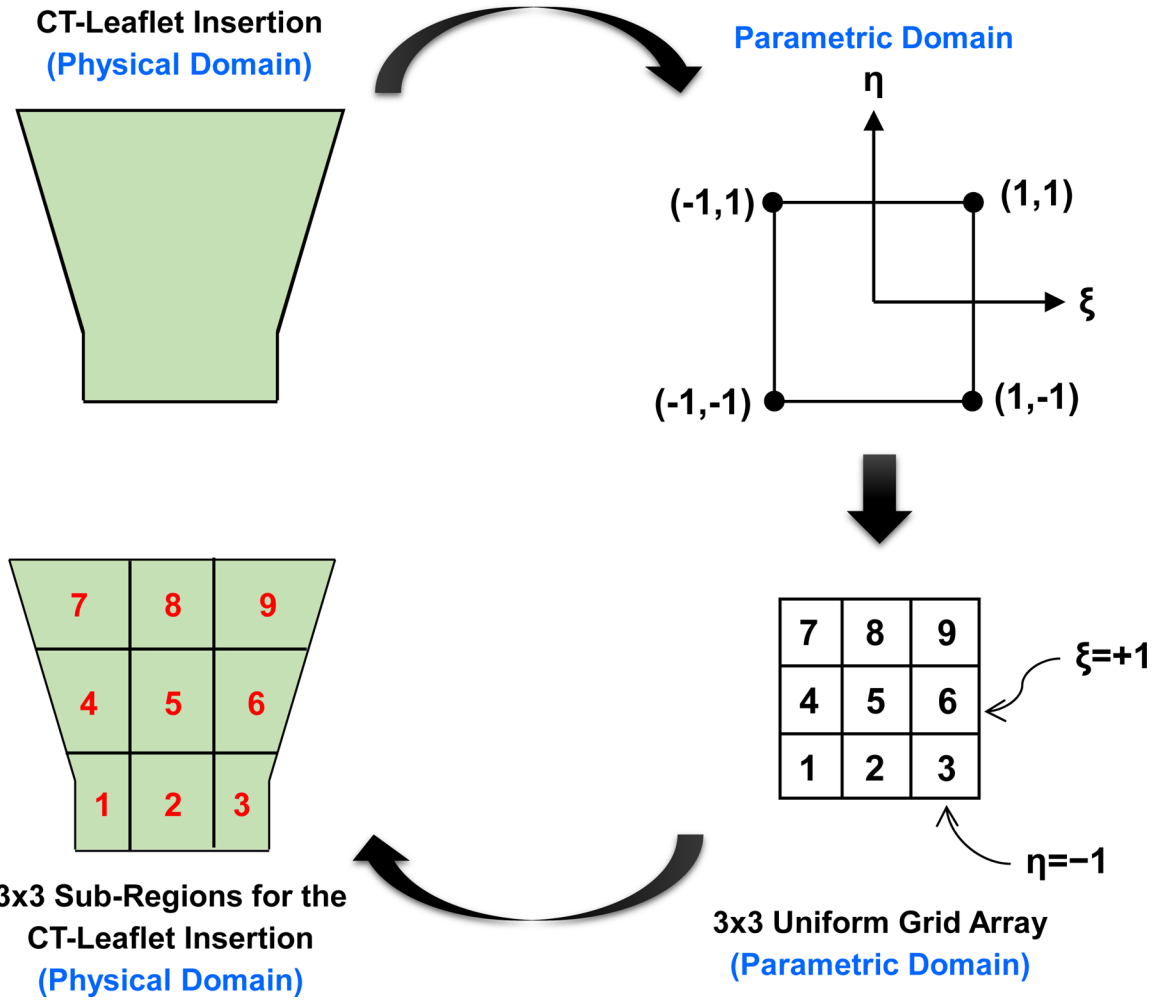 CT-Leaflet Insertion
(Physical Domain)
Parametric Domain
η
(-1,1)
(1,1)
ξ
(-1,-1)
(1,-1)
7 8 9
4 5 6
1 2 3
ξ=+1
η=−1
3x3 Uniform Grid Array
(Parametric Domain)
7 8 9
4 5 6
1 2 3
3x3 Sub-Regions for the
CT-Leaflet Insertion
(Physical Domain)